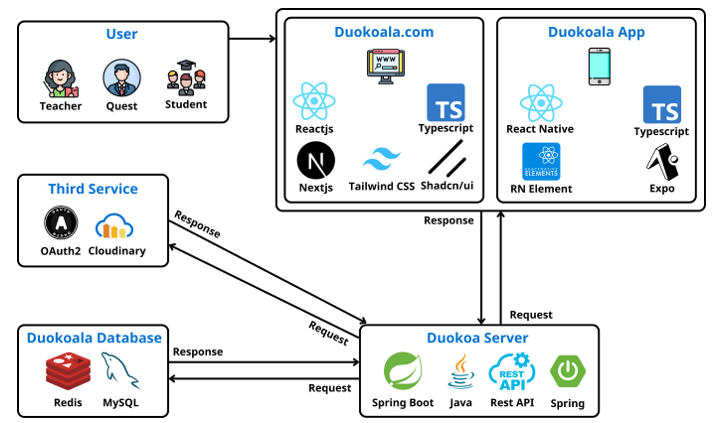 User
Teacher
Quest
Student
Duokoala.com
WWW
Reactjs
TS
Typescript
Nextjs
Tailwind CSS
Shadcn/ui
Duokoala App
React Native
TS
Typescript
ELEMENTS
RN Element
Expo
Third Service
A
OAuth2
Cloudinary
Response
Request
Response
Request
Duokoala Database
Redis
MySQL
Response
Request
Duokoa Server
Spring Boot
Java
REST
API
Rest API
Spring